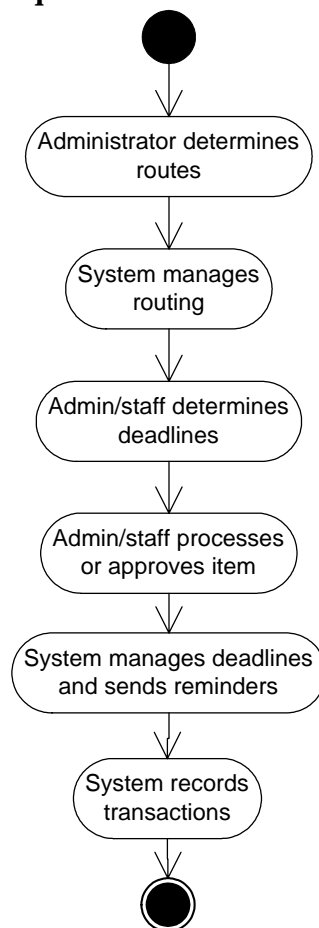 Administrator determines
routes
System manages
routing
Admin/staff determines
deadlines
Admin/staff processes
or approves item
System manages deadlines
and sends reminders
System records
transactions